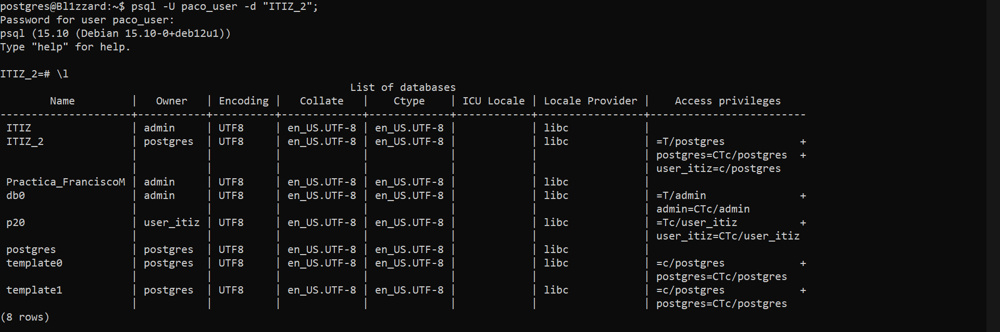 postgres@Bl1zzard:~$ psql -U paco_user -d "ITIZ_2";
Password for user paco_user:
psql (15.10 (Debian 15.10-0+deb12u1))
Type "help" for help.

ITIZ_2=# \l
                                                        List of databases
        Name         |   Owner   | Encoding |   Collate   |    Ctype    | ICU Locale | Locale Provider |    Access privileges
---------------------+-----------+----------+-------------+-------------+------------+-----------------+-------------------------
 ITIZ                | admin     | UTF8     | en_US.UTF-8 | en_US.UTF-8 |            | libc            |
 ITIZ_2              | postgres  | UTF8     | en_US.UTF-8 | en_US.UTF-8 |            | libc            | =T/postgres            +
                     |           |          |             |             |            |                 | postgres=CTc/postgres  +
                     |           |          |             |             |            |                 | user_itiz=c/postgres
 Practica_FranciscoM | admin     | UTF8     | en_US.UTF-8 | en_US.UTF-8 |            | libc            |
 db0                 | admin     | UTF8     | en_US.UTF-8 | en_US.UTF-8 |            | libc            | =T/admin               +
                     |           |          |             |             |            |                 | admin=CTc/admin
 p20                 | user_itiz | UTF8     | en_US.UTF-8 | en_US.UTF-8 |            | libc            | =Tc/user_itiz          +
                     |           |          |             |             |            |                 | user_itiz=CTc/user_itiz
 postgres            | postgres  | UTF8     | en_US.UTF-8 | en_US.UTF-8 |            | libc            |
 template0           | postgres  | UTF8     | en_US.UTF-8 | en_US.UTF-8 |            | libc            | =c/postgres            +
                     |           |          |             |             |            |                 | postgres=CTc/postgres
 template1           | postgres  | UTF8     | en_US.UTF-8 | en_US.UTF-8 |            | libc            | =c/postgres            +
                     |           |          |             |             |            |                 | postgres=CTc/postgres
(8 rows)